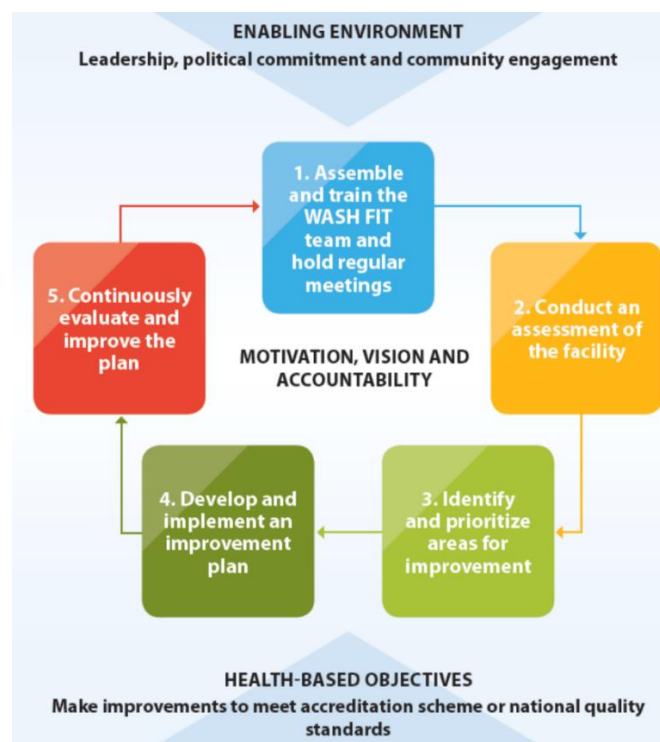 ENABLING ENVIRONMENT
Leadership, political commitment and community engagement
1. Assemble
and train the
WASH FIT
team and
hold regular
meetings
2. Conduct an
assessment of
the facility
3. Identify
and prioritize
areas for
improvement
4. Develop and
implement an
improvement
plan
5. Continuously
evaluate and
improve the
plan
MOTIVATION, VISION AND
ACCOUNTABILITY
HEALTH-BASED OBJECTIVES
Make improvements to meet accreditation scheme or national quality
standards